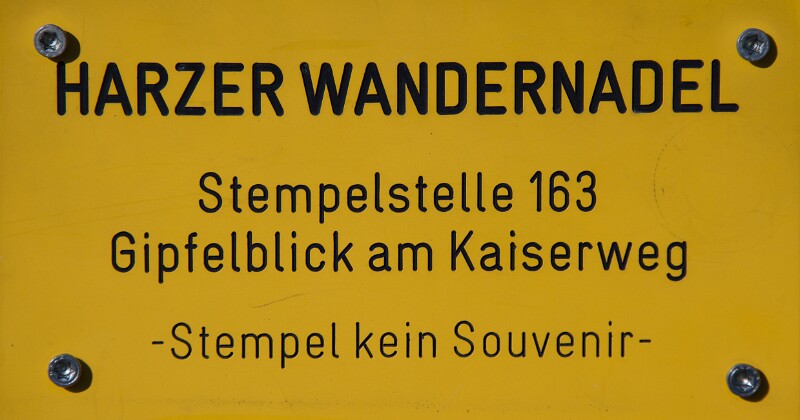 HARZER WANDERNADEL
Stempelstelle 163
Gipfelblick am Kaiserweg
-Stempel kein Souvenir-